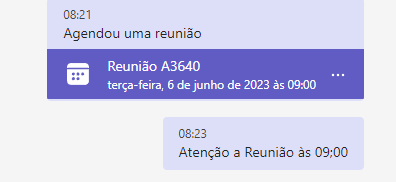 08:21
Agendou uma reunião
Reunião A3640
terça-feira, 6 de junho de 2023 às 09:00
08:23
Atenção a Reunião às 09;00